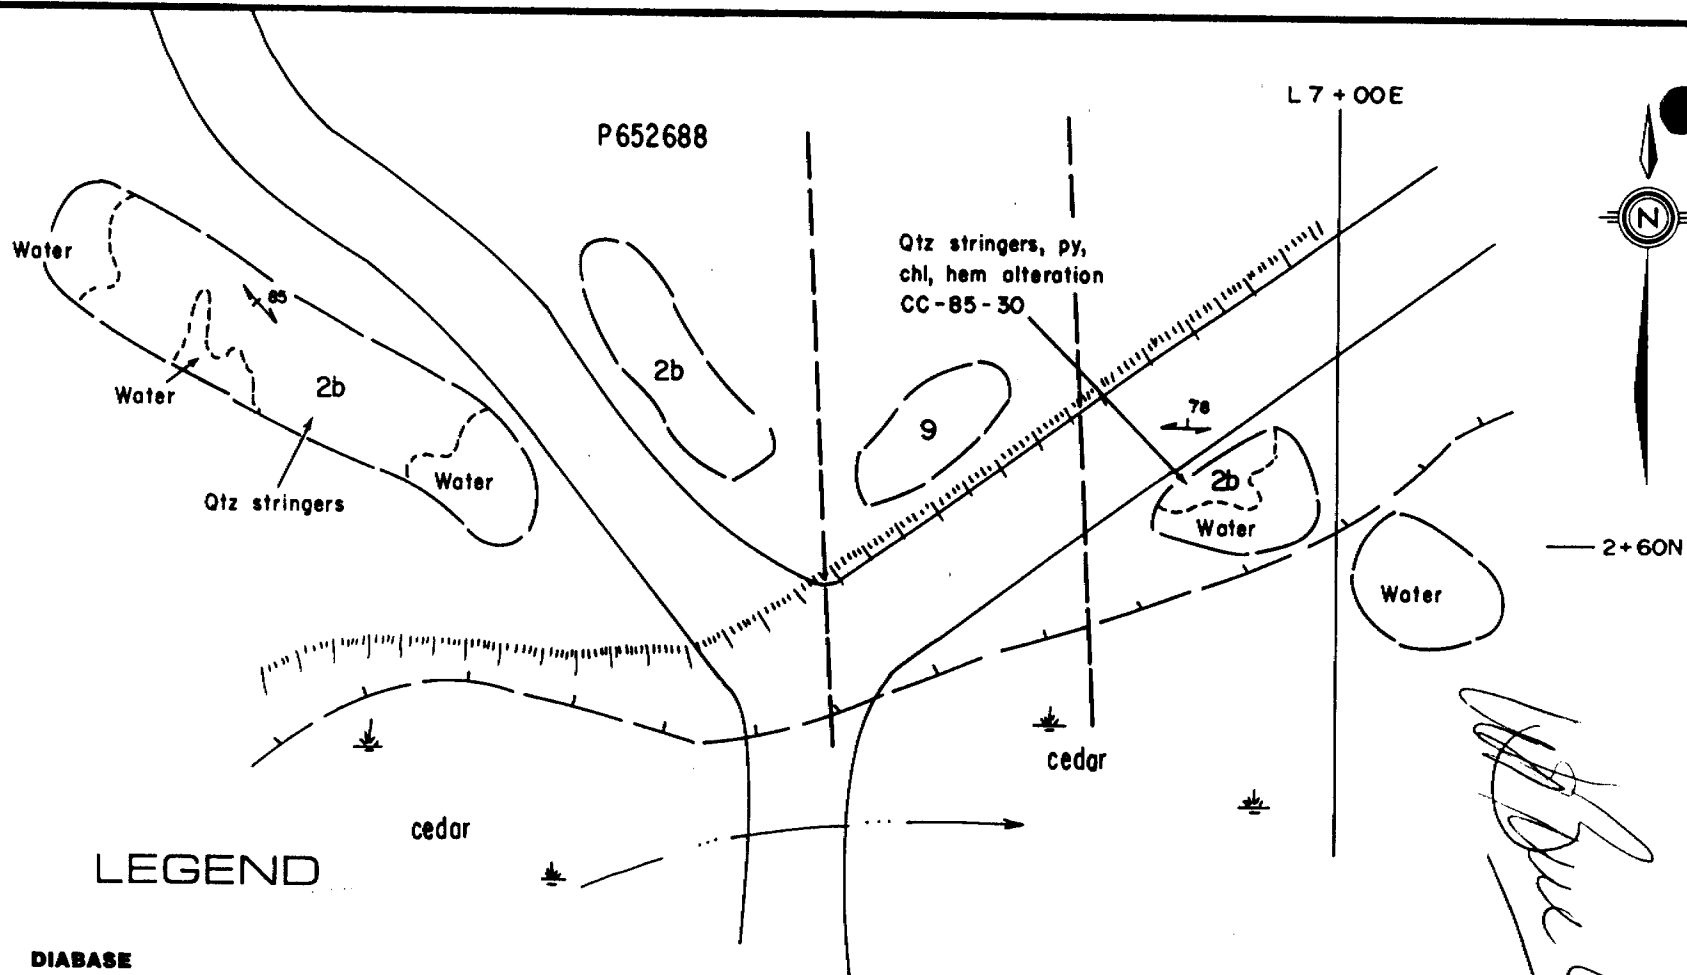 L 7 + 00E
P652688
N
Water
Qtz stringers, py,
chl, hem alteration
CC-85-30
85
2b
Water
2b
9
78
2b
Water
Qtz stringers
Water
2+60N
Water
cedar
cedar
LEGEND
DIABASE